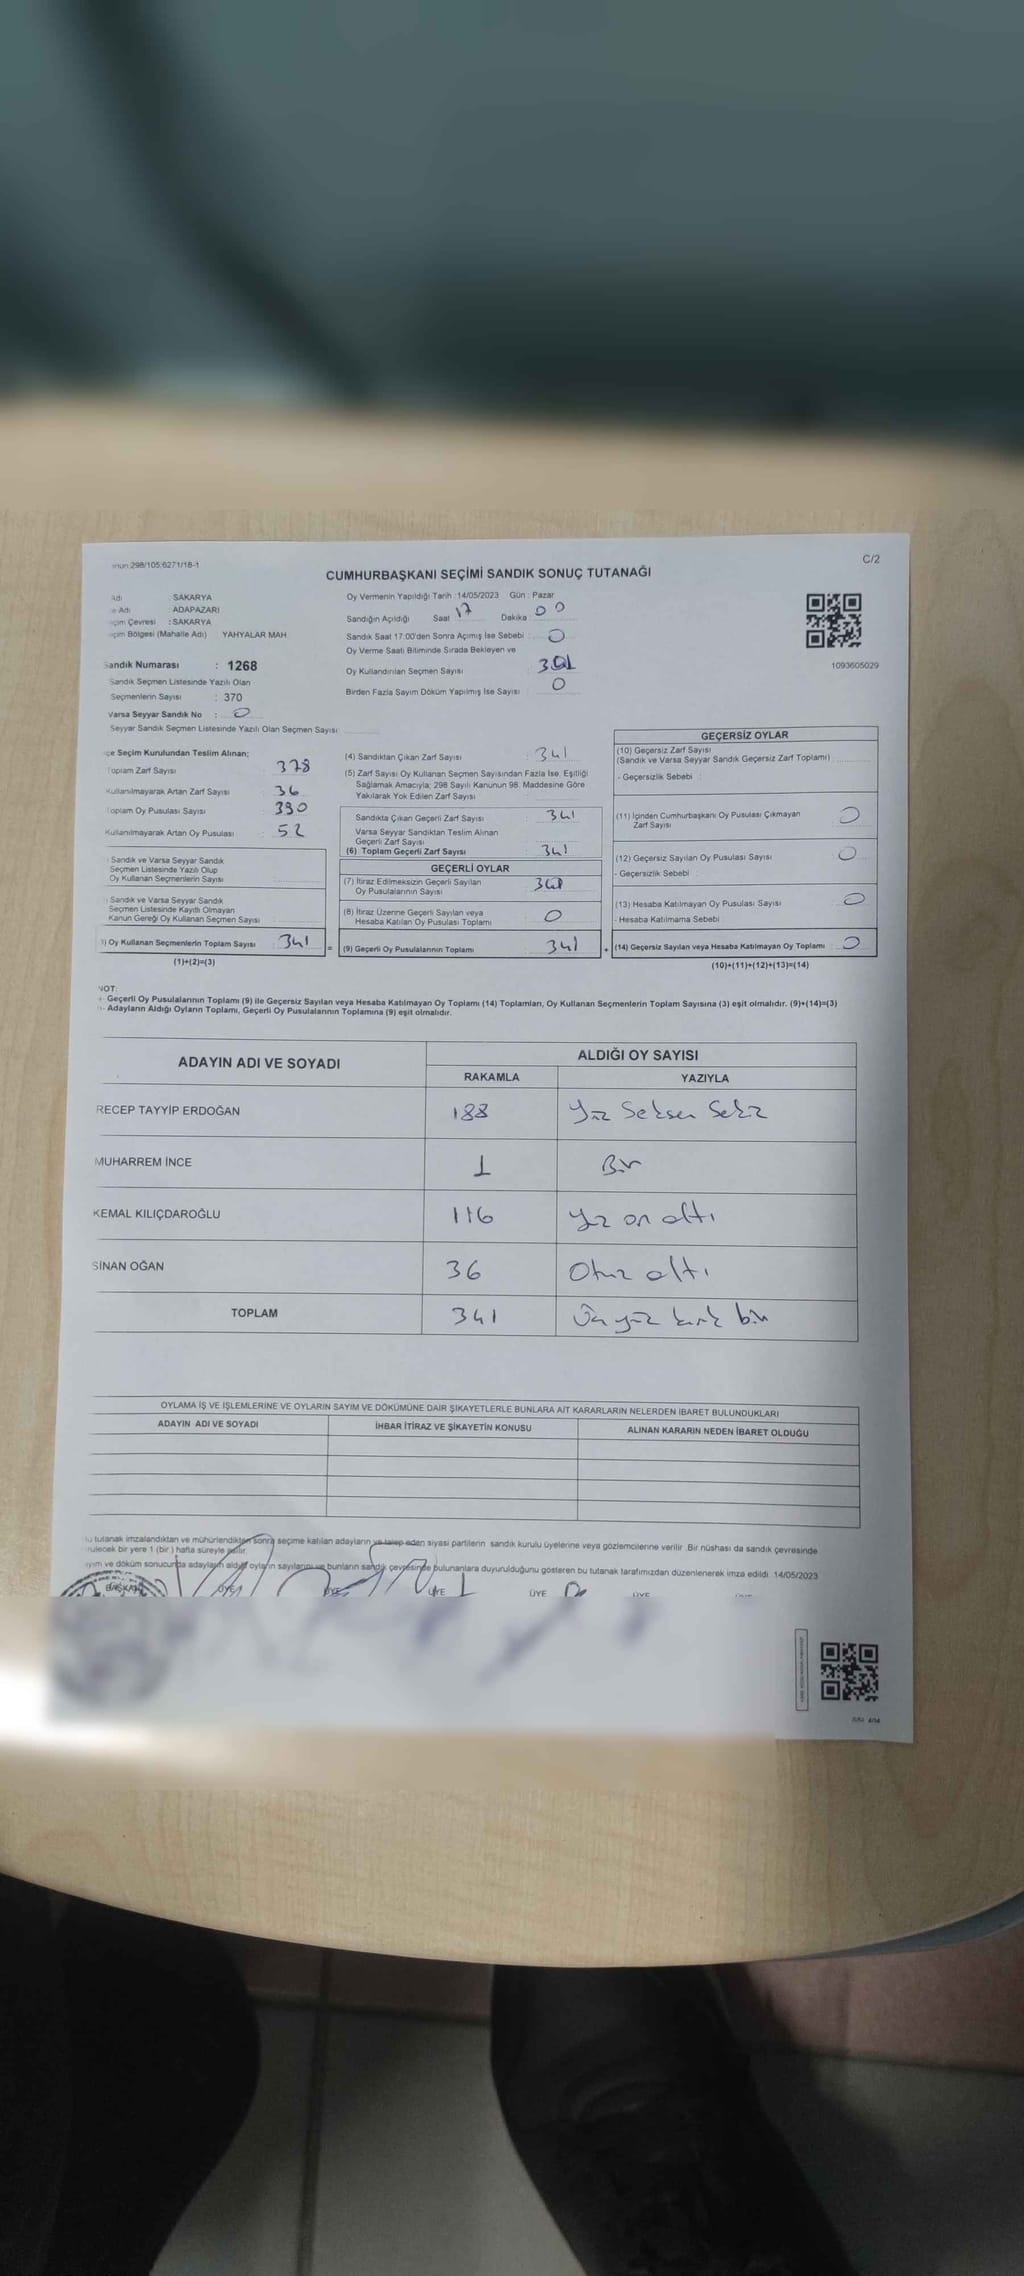 298/105;6271/18-1
C/2
CUMHURBAŞKANI SEÇİMİ SANDIK SONUÇ TUTANAĞI
Adı : SAKARYA
Adı : ADAPAZARI
Çevresi : SAKARYA
Bölgesi (Mahalle Adı) YAHYALAR MAH
Sandık Numarası : 1268
Sandık Seçmen Listesinde Yazılı Olan
Seçmenlerin Sayısı : 370
Varsa Seyyar Sandık No : 0
Seyyar Sandık Seçmen Listesinde Yazılı Olan Seçmen Sayısı
Oy Vermenin Yapıldığı Tarih :14/05/2023 Gün : Pazar
Sandığın Açıldığı Saat 17 Dakika 00
Sandık Saat 17:00'den Sonra Açımış İse Sebebi : 0
Oy Verme Saati Bitiminde Sırada Bekleyen ve
Oy Kullandırılan Seçmen Sayısı
Birden Fazla Sayım Döküm Yapılmış İse Sayısı : 0
1093605029
Seçim Kurulundan Teslim Alınan;
Toplam Zarf Sayısı : 378
Kullanılmayarak Artan Zarf Sayısı : 36
Toplam Oy Pusulası Sayısı : 390
Kullanılmayarak Artan Oy Pusulası : 52
Sandık ve Varsa Seyyar Sandık
Seçmen Listesinde Yazılı Olup
Oy Kullanan Seçmenlerin Sayısı
Sandık ve Varsa Seyyar Sandık
Seçmen Listesinde Kayıtlı Olmayan
Kanun Gereği Oy Kullanan Seçmen Sayısı
Oy Kullanan Seçmenlerin Toplam Sayısı 341
(1)+(2)=(3)
(4) Sandıktan Çıkan Zarf Sayısı : 341
(5) Zarf Sayısı Oy Kullanan Seçmen Sayısından Fazla İse, Eşitliği
Sağlamak Amacıyla; 298 Sayılı Kanunun 98. Maddesine Göre
Yakılarak Yok Edilen Zarf Sayısı
Sandıkta Çıkan Geçerli Zarf Sayısı : 341
Varsa Seyyar Sandıktan Teslim Alınan
Geçerli Zarf Sayısı
(6) Toplam Geçerli Zarf Sayısı : 341
GEÇERLİ OYLAR
(7) İtiraz Edilmeksizin Geçerli Sayılan
Oy Pusulalarının Sayısı
(8) İtiraz Üzerine Geçerli Sayılan veya
Hesaba Katılan Oy Pusulası Toplamı 0
= (9) Geçerli Oy Pusulalarının Toplamı 341
GEÇERSİZ OYLAR
(10) Geçersiz Zarf Sayısı
(Sandık ve Varsa Seyyar Sandık Geçersiz Zarf Toplamı)
- Geçersizlik Sebebi :
(11) İçinden Cumhurbaşkanı Oy Pusulası Çıkmayan
Zarf Sayısı 0
(12) Geçersiz Sayılan Oy Pusulası Sayısı : 0
- Geçersizlik Sebebi :
(13) Hesaba Katılmayan Oy Pusulası Sayısı : 0
- Hesaba Katılmama Sebebi :
+ (14) Geçersiz Sayılan veya Hesaba Katılmayan Oy Toplamı 0
(10)+(11)+(12)+(13)=(14)
NOT:
- Geçerli Oy Pusulalarının Toplamı (9) ile Geçersiz Sayılan veya Hesaba Katılmayan Oy Toplamı (14) Toplamları, Oy Kullanan Seçmenlerin Toplam Sayısına (3) eşit olmalıdır. (9)+(14)=(3)
- Adayların Aldığı Oyların Toplamı, Geçerli Oy Pusulalarının Toplamına (9) eşit olmalıdır.
ADAYIN ADI VE SOYADI
ALDIĞI OY SAYISI
RAKAMLA YAZIYLA
RECEP TAYYİP ERDOĞAN 188 Yüz Seksen Sekiz
MUHARREM İNCE 1 Bir
KEMAL KILIÇDAROĞLU 116 Yüz on altı
SİNAN OĞAN 36 Otuz altı
TOPLAM 341 Üçyüz kırk bir
OYLAMA İŞ VE İŞLEMLERİNE VE OYLARIN SAYIM VE DÖKÜMÜNE DAİR ŞİKAYETLERLE BUNLARA AİT KARARLARIN NELERDEN İBARET BULUNDUKLARI
ADAYIN ADI VE SOYADI İHBAR İTİRAZ VE ŞİKAYETİN KONUSU ALINAN KARARIN NEDEN İBARET OLDUĞU
tutanak imzalandıktan ve mühürlendikten sonra seçime katılan adayların ve talep eden siyasi partilerin sandık kurulu üyelerine veya gözlemcilerine verilir. Bir nüshası da sandık çevresinde
bir yere 1 (bir ) hafta süreyle asılır.
ve döküm sonucunda adayların aldığı oyların sayılarını ve bunların sandık çevresinde bulunanlara duyurulduğunu gösteren bu tutanak tarafımızdan düzenlenerek imza edildi. 14/05/2023
BAŞKAN ÜYE ÜYE ÜYE ÜYE ÜYE